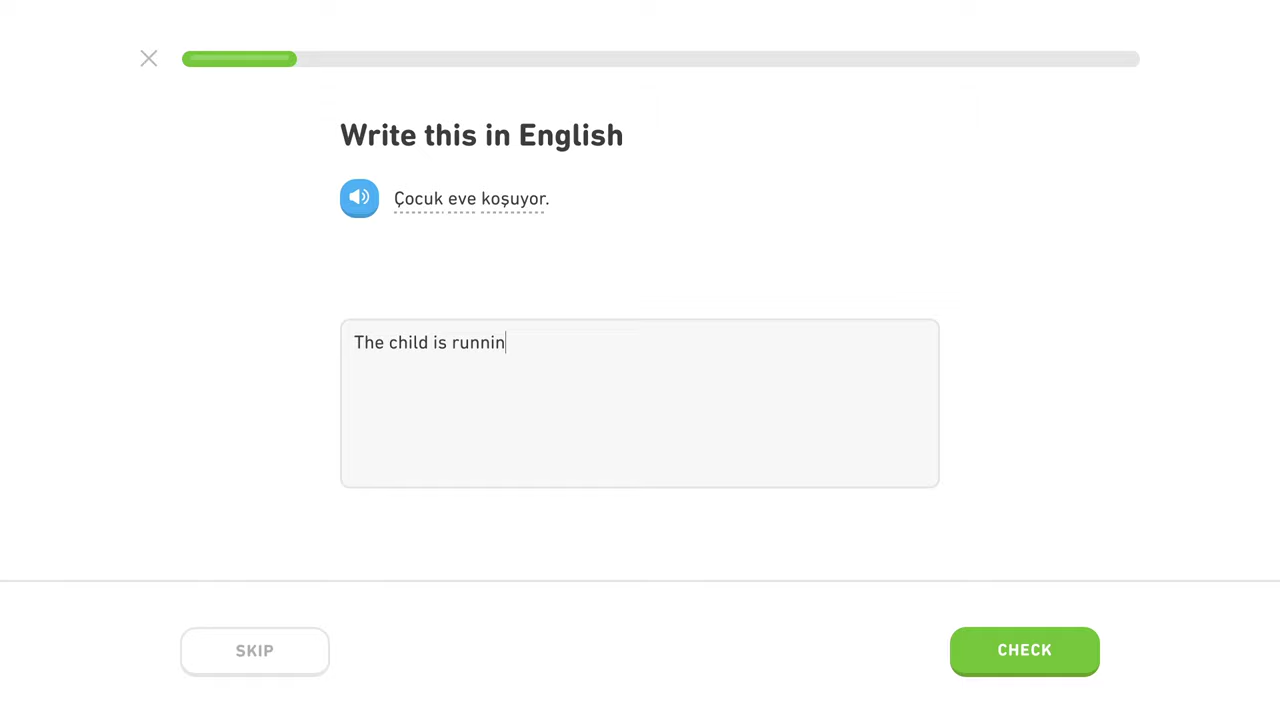 Write this in English
Çocuk eve koşuyor.
The child is runnin
SKIP
CHECK